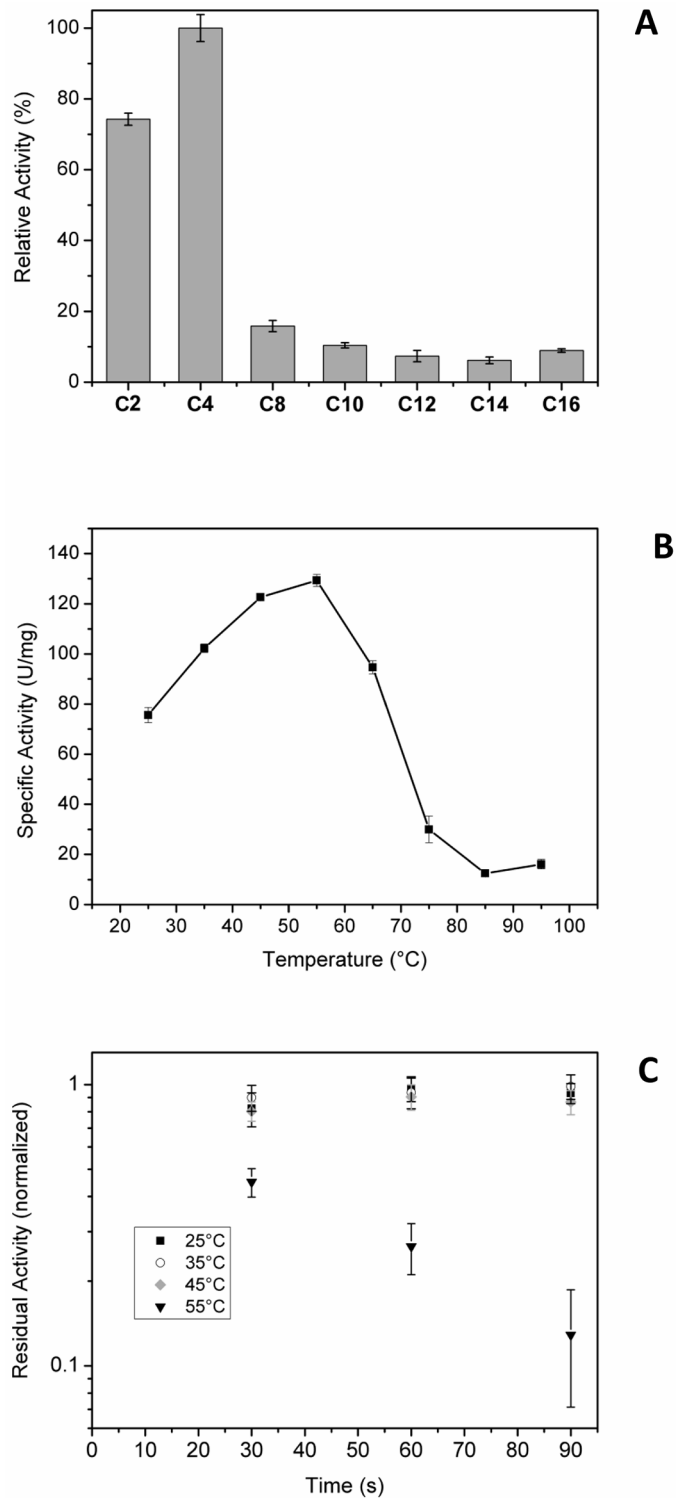 A
Relative Activity (%)
100
80
60
40
20
0
C2 C4 C8 C10 C12 C14 C16
B
Specific Activity (U/mg)
140
120
100
80
60
40
20
0
20 30 40 50 60 70 80 90 100
Temperature (°C)
C
Residual Activity (normalized)
1
0.1
25°C
35°C
45°C
55°C
0 10 20 30 40 50 60 70 80 90
Time (s)